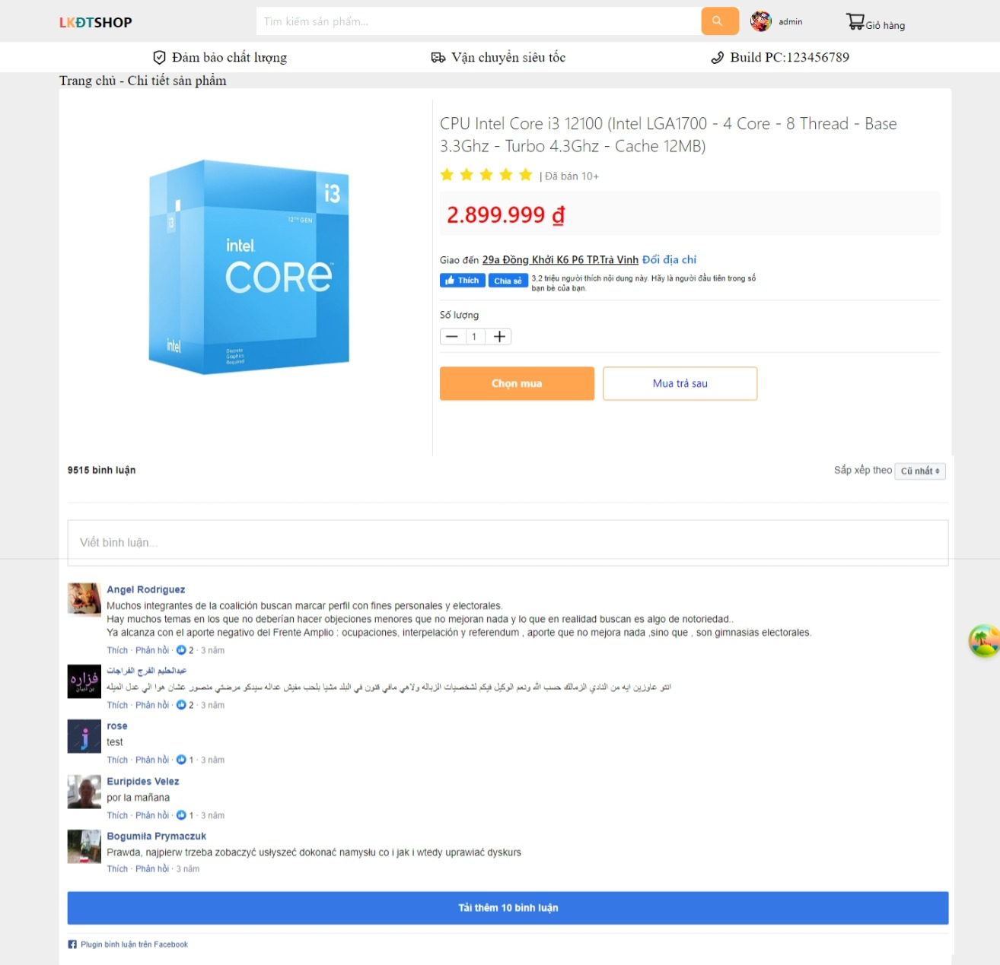 LKĐTSHOP
Tìm kiếm sản phẩm...
admin
Giỏ hàng
Đảm bảo chất lượng
Vận chuyển siêu tốc
Build PC:123456789
Trang chủ - Chi tiết sản phẩm
CPU Intel Core i3 12100 (Intel LGA1700 - 4 Core - 8 Thread - Base
3.3Ghz - Turbo 4.3Ghz - Cache 12MB)
| Đã bán 10+
2.899.999 ₫
i3
i3
12TH GEN
intel
CORE
intel
Discrete
Graphics
Required
Giao đến 29a Đồng Khởi K6 P6 TP.Trà Vinh Đổi địa chỉ
Thích Chia sẻ 3,2 triệu người thích nội dung này. Hãy là người đầu tiên trong số
bạn bè của bạn.
Số lượng
1
Chọn mua
Mua trả sau
9515 bình luận
Sắp xếp theo Cũ nhất
Viết bình luận...
Angel Rodriguez
Muchos integrantes de la coalición buscan marcar perfil con fines personales y electorales.
Hay muchos temas en los que no deberían hacer objeciones menores que no mejoran nada y lo que en realidad buscan es algo de notoriedad..
Ya alcanza con el aporte negativo del Frente Amplio : ocupaciones, interpelación y referendum , aporte que no mejora nada ,sino que , son gimnasias electorales.
Thích · Phản hồi · 2 · 3 năm
فزاره
بن ذبيان
عبدالحليم الفرج الفراجات
انتو عاوزين ايه من النادي الزمالك حسب الله ونعم الوكيل فيكم لشخصيات الزباله ولاهي مافي قنون في البلد مشيا بلحب مفيش عداله سيدكو مرضتي منصور عشان هوا الي عدل الميله
Thích · Phản hồi · 2 · 3 năm
j
rose
test
Thích · Phản hồi · 1 · 3 năm
Euripides Velez
por la mañana
Thích · Phản hồi · 1 · 3 năm
Bogumiła Prymaczuk
Prawda, najpierw trzeba zobaczyć usłyszeć dokonać namysłu co i jak i wtedy uprawiać dyskurs
Thích · Phản hồi · 3 năm
Tải thêm 10 bình luận
Plugin bình luận trên Facebook